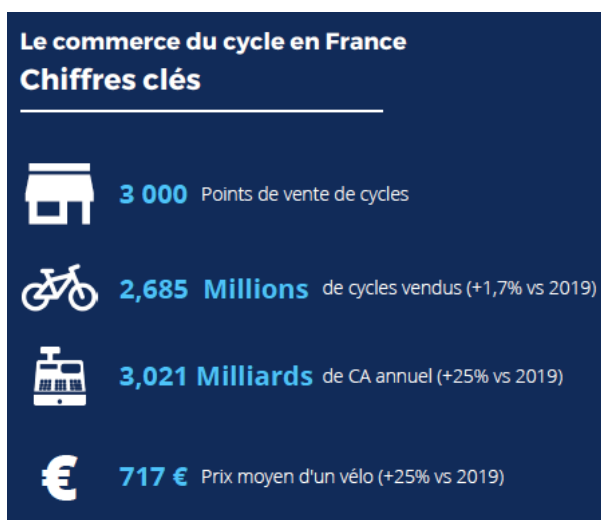 Le commerce du cycle en France
Chiffres clés
3 000 Points de vente de cycles
2,685 Millions de cycles vendus (+1,7% vs 2019)
3,021 Milliards de CA annuel (+25% vs 2019)
€ 717 € Prix moyen d'un vélo (+25% vs 2019)